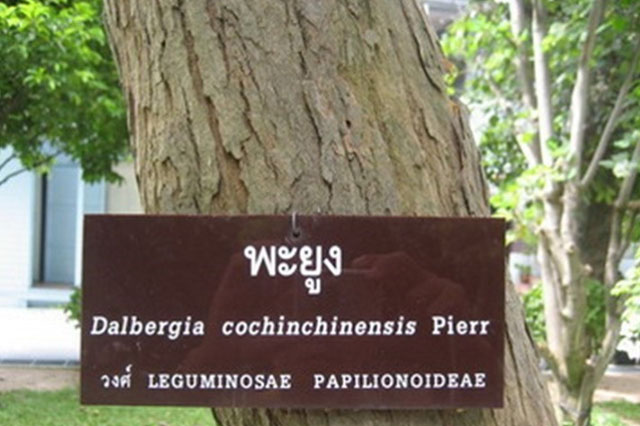 พะยูง
Dalbergia cochinchinensis Pierr
วงศ์ LEGUMINOSAE PAPILIONOIDEAE